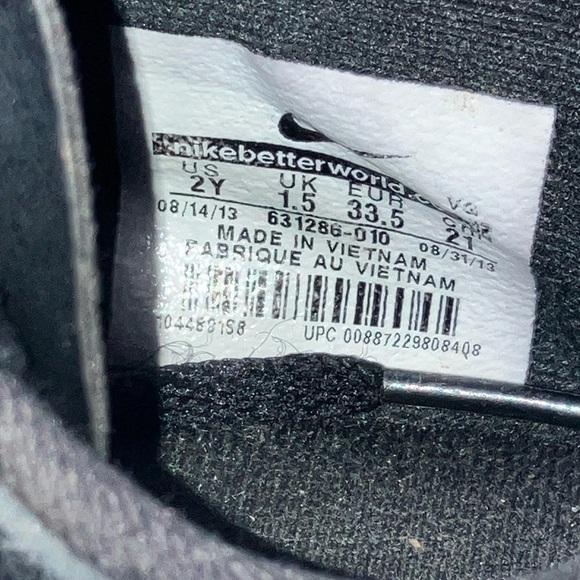 nikebetterworld.c
US UK EUR
2Y 1.5 33.5 21
08/14/13 631286-010 08/31/13
MADE IN VIETNAM
FABRIQUE AU VIETNAM
UPC 00887229808408